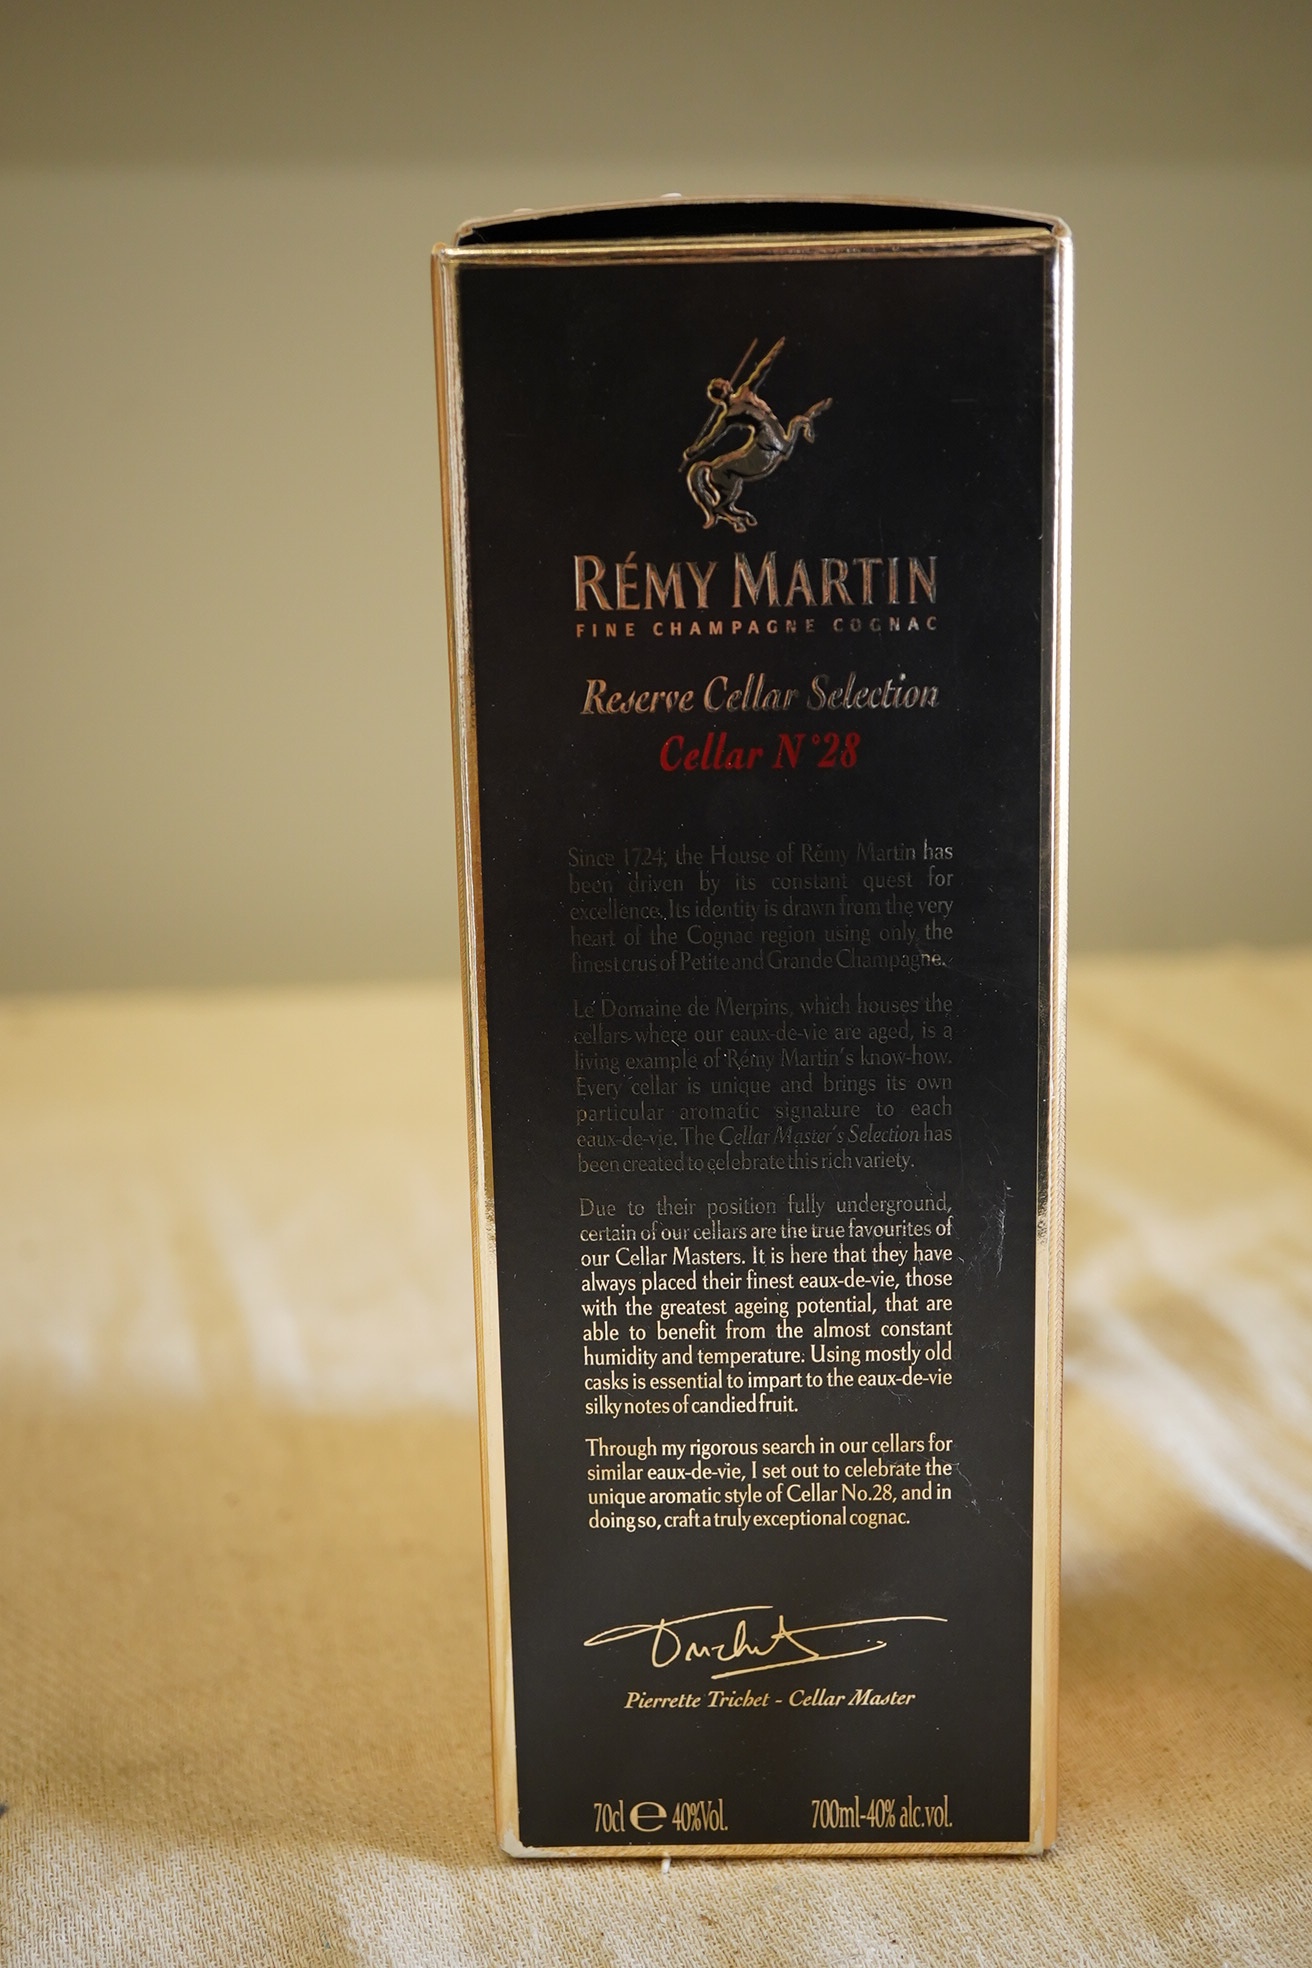 RÉMY MARTIN
FINE CHAMPAGNE COGNAC
Reserve Cellar Selection
Cellar N°28
Since 1724, the House of Rémy Martin has
been driven by its constant quest for
excellence. Its identity is drawn from the very
heart of the Cognac region using only the
finest crus of Petite and Grande Champagne.
Le Domaine de Merpins, which houses the
cellars where our eaux-de-vie are aged, is a
living example of Rémy Martin's know-how.
Every cellar is unique and brings its own
particular aromatic signature to each
eaux-de-vie. The Cellar Master's Selection has
been created to celebrate this rich variety.
Due to their position fully underground,
certain of our cellars are the true favourites of
our Cellar Masters. It is here that they have
always placed their finest eaux-de-vie, those
with the greatest ageing potential, that are
able to benefit from the almost constant
humidity and temperature. Using mostly old
casks is essential to impart to the eaux-de-vie
silky notes of candied fruit.
Through my rigorous search in our cellars for
similar eaux-de-vie, I set out to celebrate the
unique aromatic style of Cellar No.28, and in
doing so, craft a truly exceptional cognac.
Trichet
Pierrette Trichet - Cellar Master
70cl e 40%Vol. 700ml-40% alc.vol.